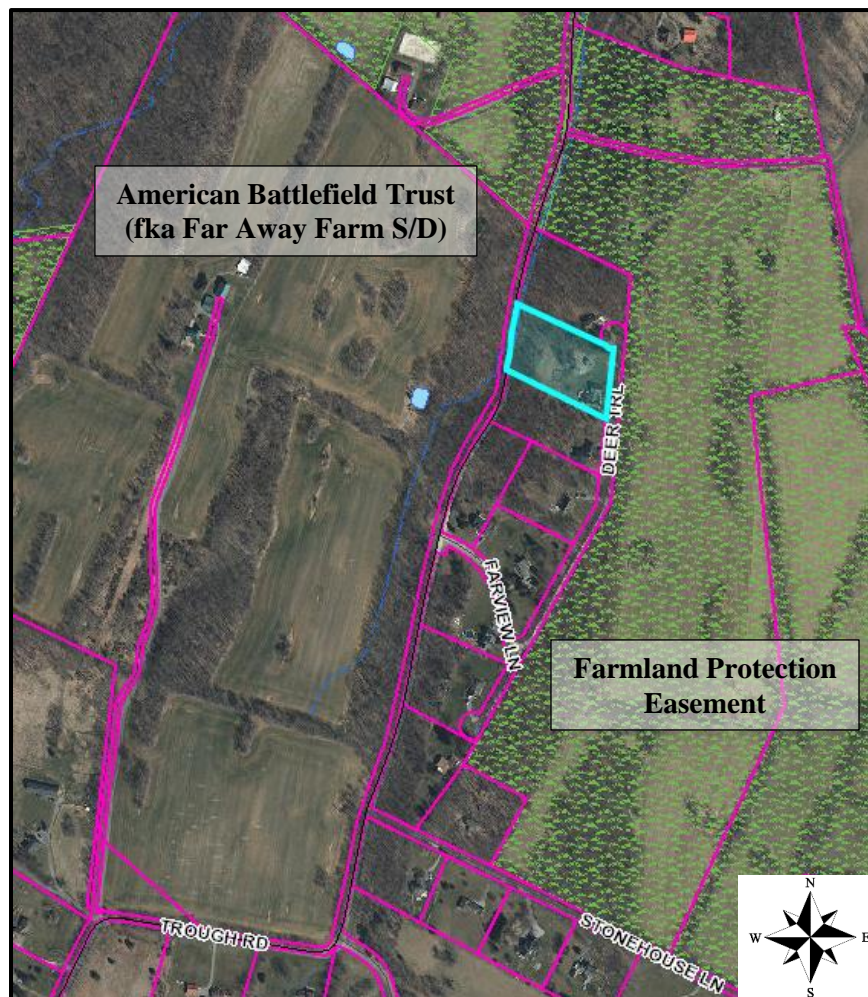 American Battlefield Trust
(fka Far Away Farm S/D)
DEER TRL
FARVIEW LN
Farmland Protection
Easement
TROUGH RD
STONEHOUSE LN
N
W
E
S